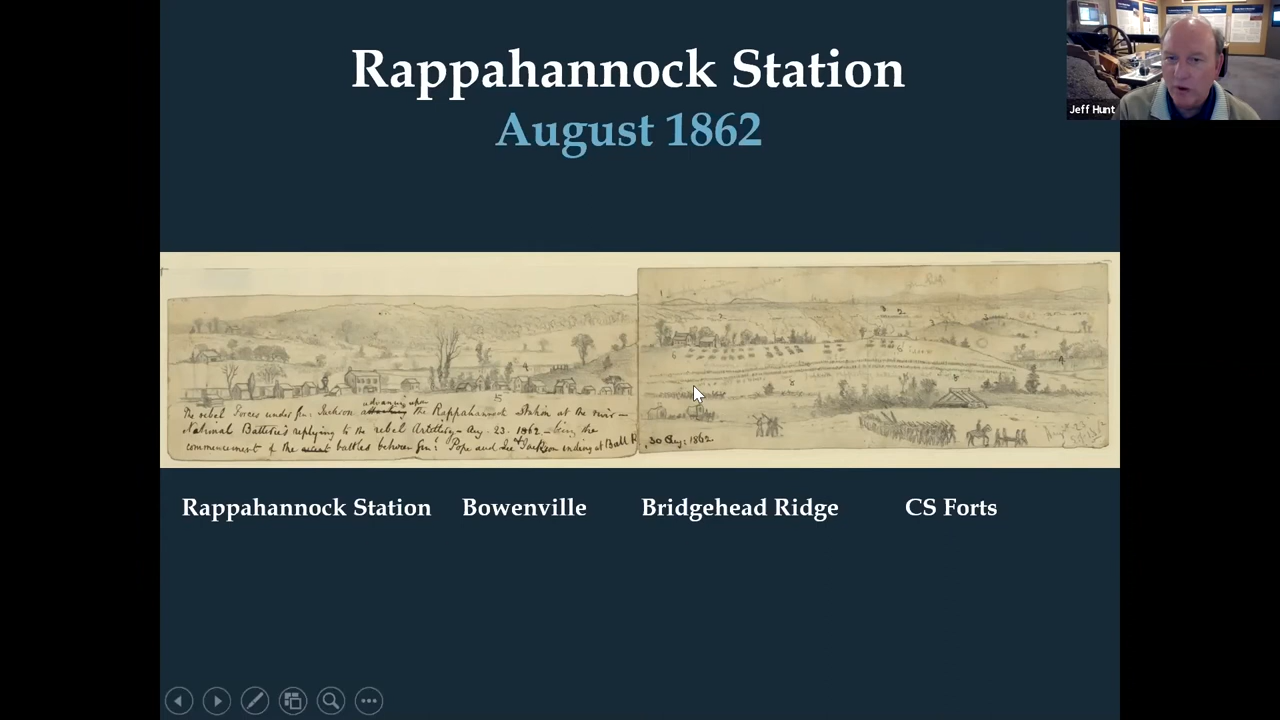 Rappahannock Station
August 1862
Jeff Hunt
advancing upon
The rebel Forces under Gen: Jackson attacking the Rappahannock Station at the river—
National Batteries replying to the rebel Artillery— Aug. 23. 1862—being the
commencement of the recent battles between Gen: Pope and Lee & Jackson ending at Bull R
30 Aug: 1862.
Rappahannock Station Bowenville Bridgehead Ridge CS Forts